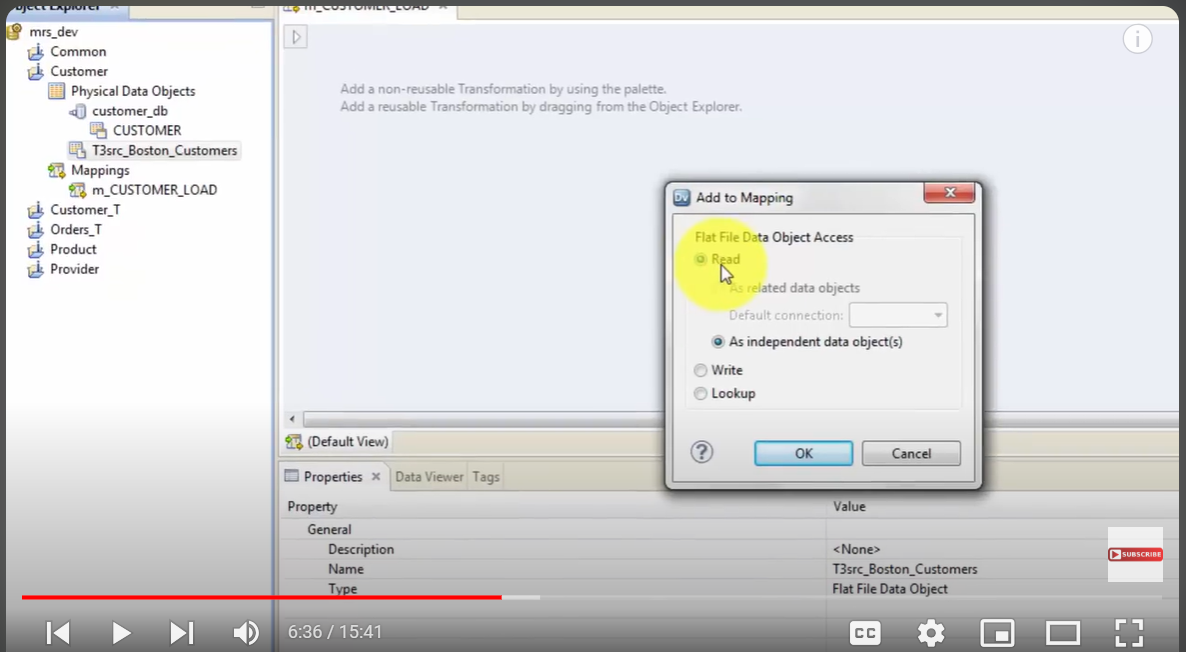 Object Explorer
m_CUSTOMER_LOAD
mrs_dev
Common
Customer
Physical Data Objects
customer_db
CUSTOMER
T3src_Boston_Customers
Mappings
m_CUSTOMER_LOAD
Customer_T
Orders_T
Product
Provider
Add a non-reusable Transformation by using the palette.
Add a reusable Transformation by dragging from the Object Explorer.
i
DV Add to Mapping
Flat File Data Object Access
Read
As related data objects
Default connection:
As independent data object(s)
Write
Lookup
?
OK Cancel
(Default View)
Properties Data Viewer Tags
Property Value
General
Description <None>
Name T3src_Boston_Customers
Type Flat File Data Object
SUBSCRIBE
6:36 / 15:41
CC